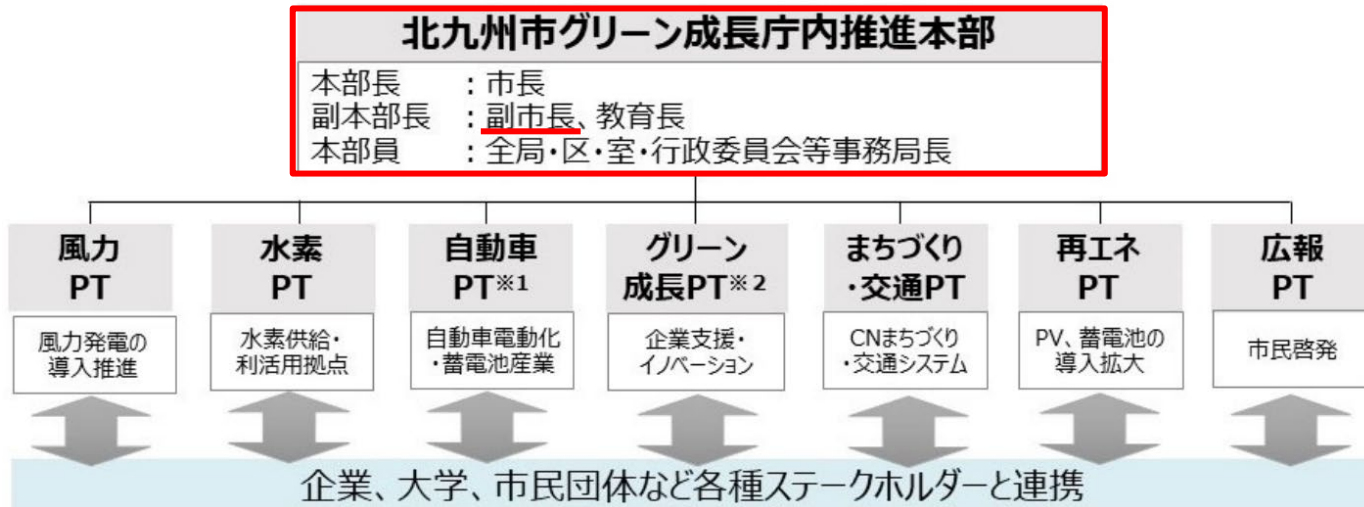 北九州市グリーン成長庁内推進本部
本部長　：市長
副本部長　：副市長、教育長
本部員　：全局・区・室・行政委員会等事務局長
風力
PT
水素
PT
自動車
PT※1
グリーン
成長PT※2
まちづくり
・交通PT
再エネ
PT
広報
PT
風力発電の
導入推進
水素供給・
利活用拠点
自動車電動化
・蓄電池産業
企業支援・
イノベーション
CNまちづくり
・交通システム
PV、蓄電池の
導入拡大
市民啓発
企業、大学、市民団体など各種ステークホルダーと連携